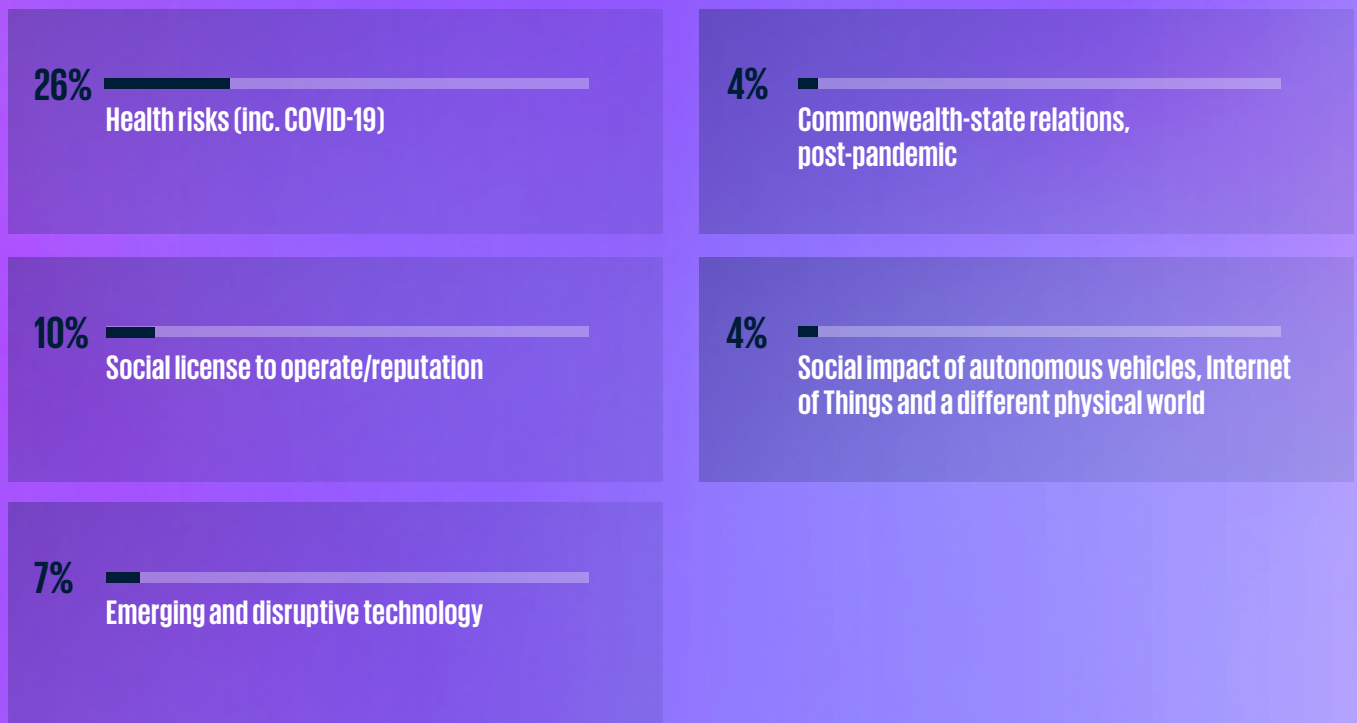 26%
Health risks (inc. COVID-19)
10%
Social license to operate/reputation
7%
Emerging and disruptive technology
4%
Commonwealth-state relations,
post-pandemic
4%
Social impact of autonomous vehicles, Internet
of Things and a different physical world